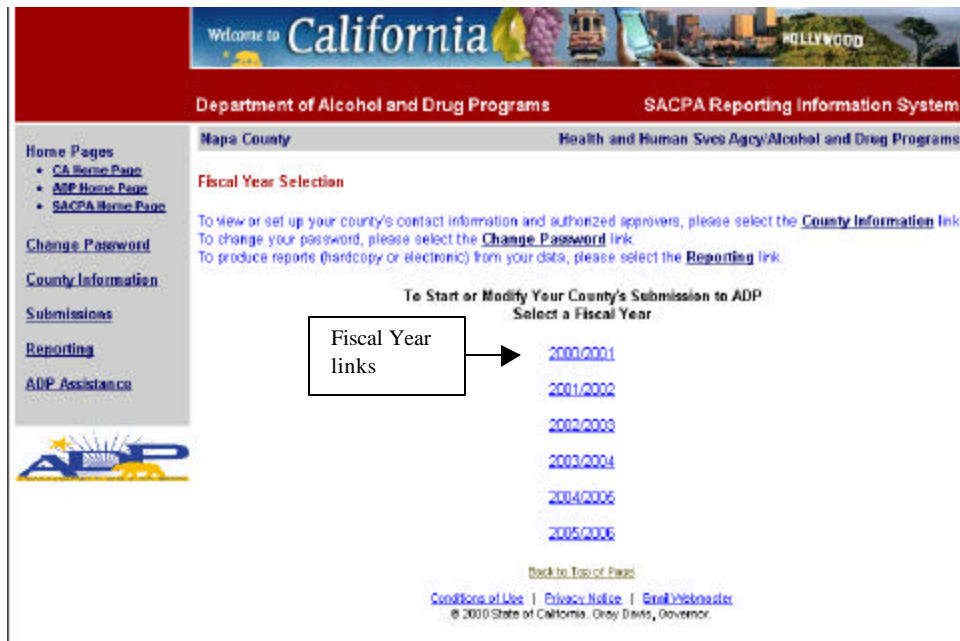 Welcome to California
HOLLYWOOD
Department of Alcohol and Drug Programs SACPA Reporting Information System
Napa County Health and Human Svcs Agcy/Alcohol and Drug Programs
Home Pages
• CA Home Page
• ADP Home Page
• SACPA Home Page
Change Password
County Information
Submissions
Reporting
ADP Assistance
ADP
Fiscal Year Selection
To view or set up your county's contact information and authorized approvers, please select the County Information link
To change your password, please select the Change Password link.
To produce reports (hardcopy or electronic) from your data, please select the Reporting link.
To Start or Modify Your County's Submission to ADP
Select a Fiscal Year
Fiscal Year
links
2000/2001
2001/2002
2002/2003
2003/2004
2004/2005
2005/2006
Back to Top of Page
Conditions of Use | Privacy Notice | Email Webmaster
© 2000 State of California. Gray Davis, Governor.